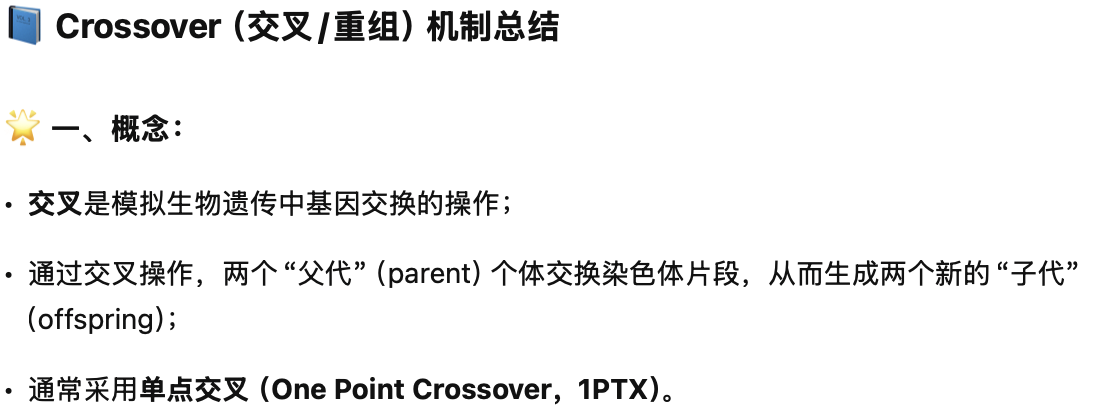 📘 Crossover（交叉/重组）机制总结
🌟 一、概念：
• 交叉是模拟生物遗传中基因交换的操作；
• 通过交叉操作，两个“父代”（parent）个体交换染色体片段，从而生成两个新的“子代”
（offspring）；
• 通常采用单点交叉（One Point Crossover，1PTX）。